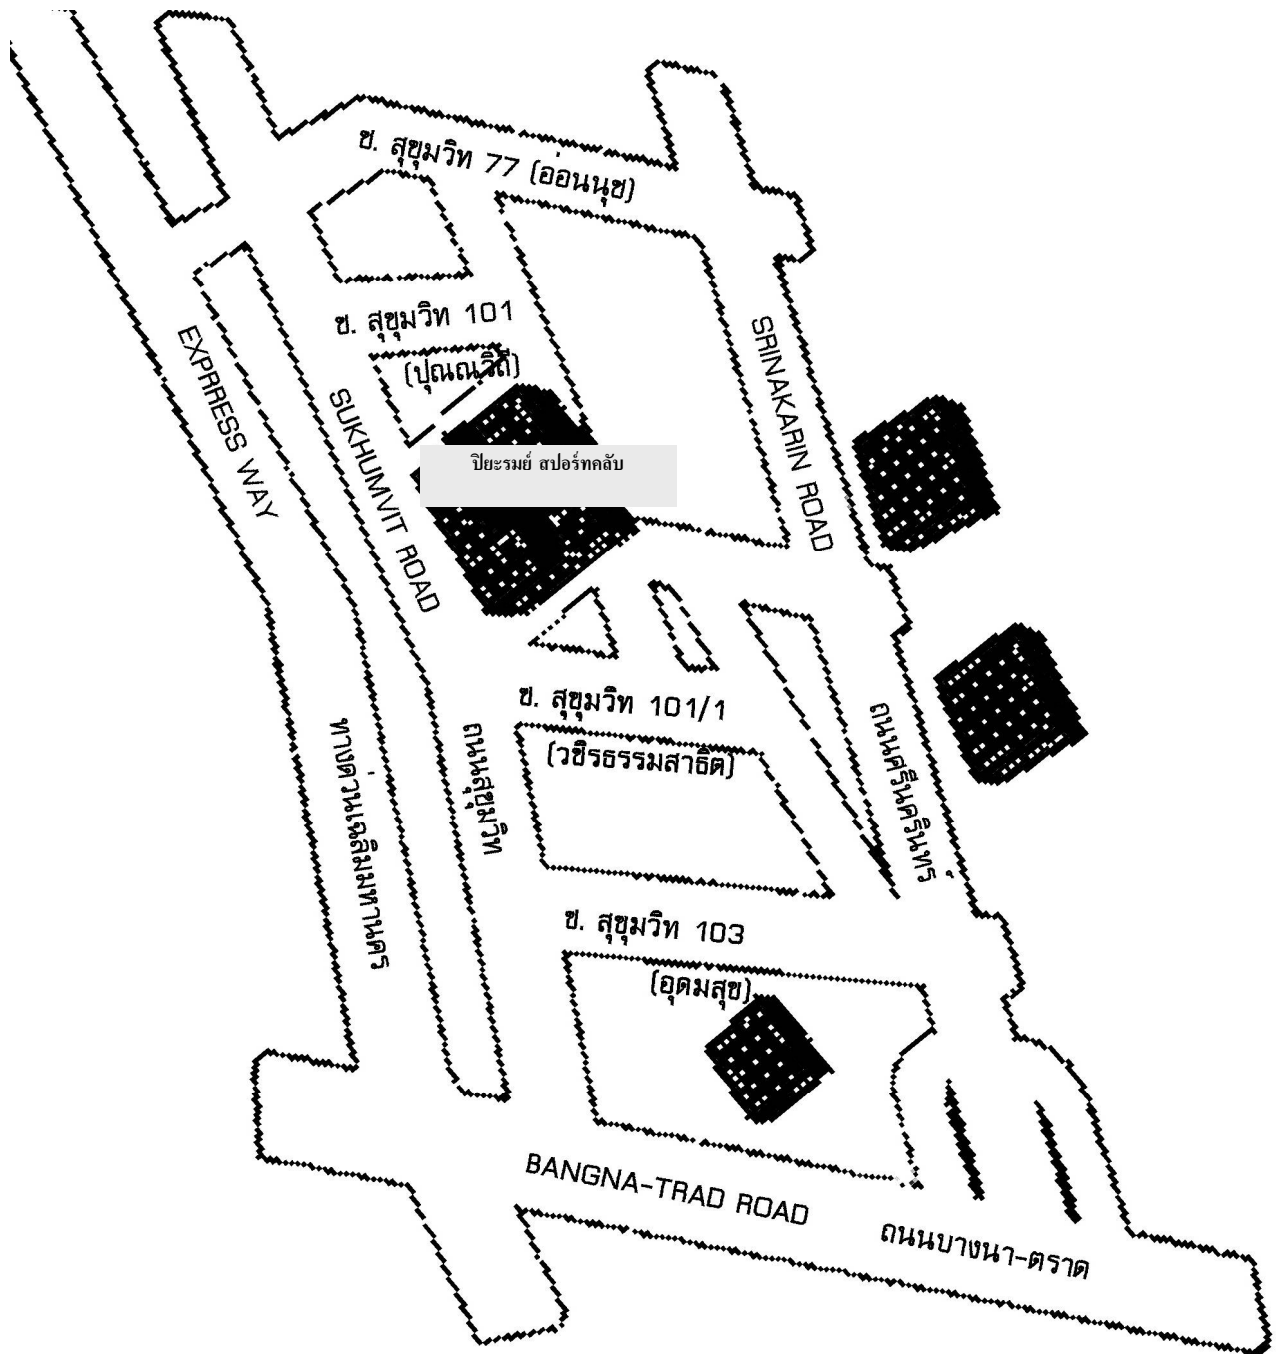 ซ. สุขุมวิท 77 (อ่อนนุช)
ซ. สุขุมวิท 101
(ปุณณวิถี)
EXPRRESS WAY
SUKHUMVIT ROAD
SRINAKARIN ROAD
ปิยะรมย์ สปอร์ทคลับ
ซ. สุขุมวิท 101/1
(วชิรธรรมสาธิต)
ทางด่วนเฉลิมมหานคร
ถนนสุขุมวิท
ถนนศรีนครินทร์
ซ. สุขุมวิท 103
(อุดมสุข)
BANGNA-TRAD ROAD
ถนนบางนา-ตราด